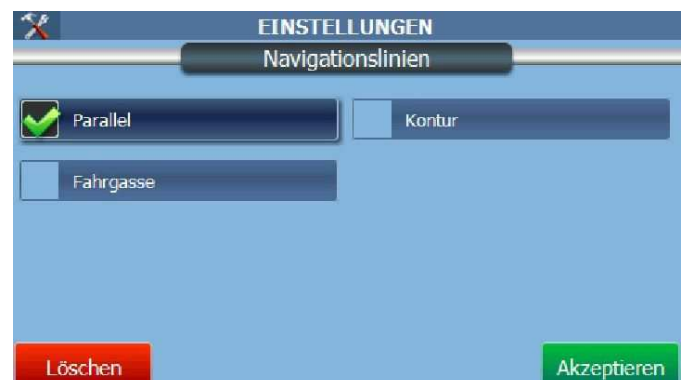 EINSTELLUNGEN
Navigationslinien
Parallel
Kontur
Fahrgasse
Löschen
Akzeptieren